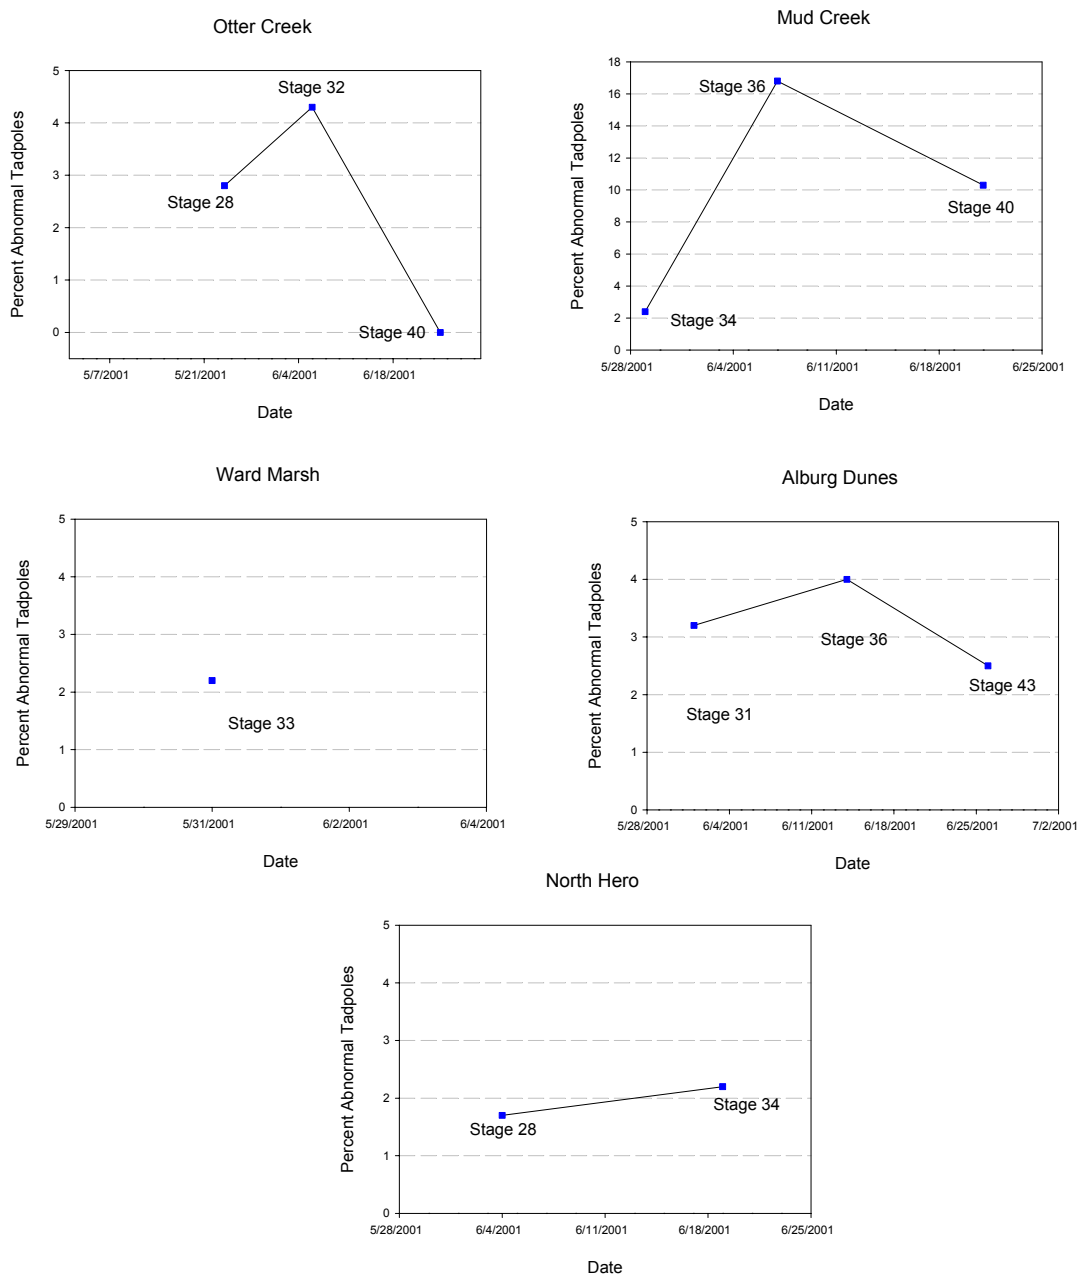 Otter Creek
Percent Abnormal Tadpoles
5
4
3
2
1
0
Stage 32
Stage 28
Stage 40
5/7/2001 5/21/2001 6/4/2001 6/18/2001
Date
Mud Creek
Percent Abnormal Tadpoles
18
16
14
12
10
8
6
4
2
0
Stage 36
Stage 40
Stage 34
5/28/2001 6/4/2001 6/11/2001 6/18/2001 6/25/2001
Date
Ward Marsh
Percent Abnormal Tadpoles
5
4
3
2
1
0
Stage 33
5/29/2001 5/31/2001 6/2/2001 6/4/2001
Date
Alburg Dunes
Percent Abnormal Tadpoles
5
4
3
2
1
0
Stage 36
Stage 43
Stage 31
5/28/2001 6/4/2001 6/11/2001 6/18/2001 6/25/2001 7/2/2001
Date
North Hero
Percent Abnormal Tadpoles
5
4
3
2
1
0
Stage 34
Stage 28
5/28/2001 6/4/2001 6/11/2001 6/18/2001 6/25/2001
Date